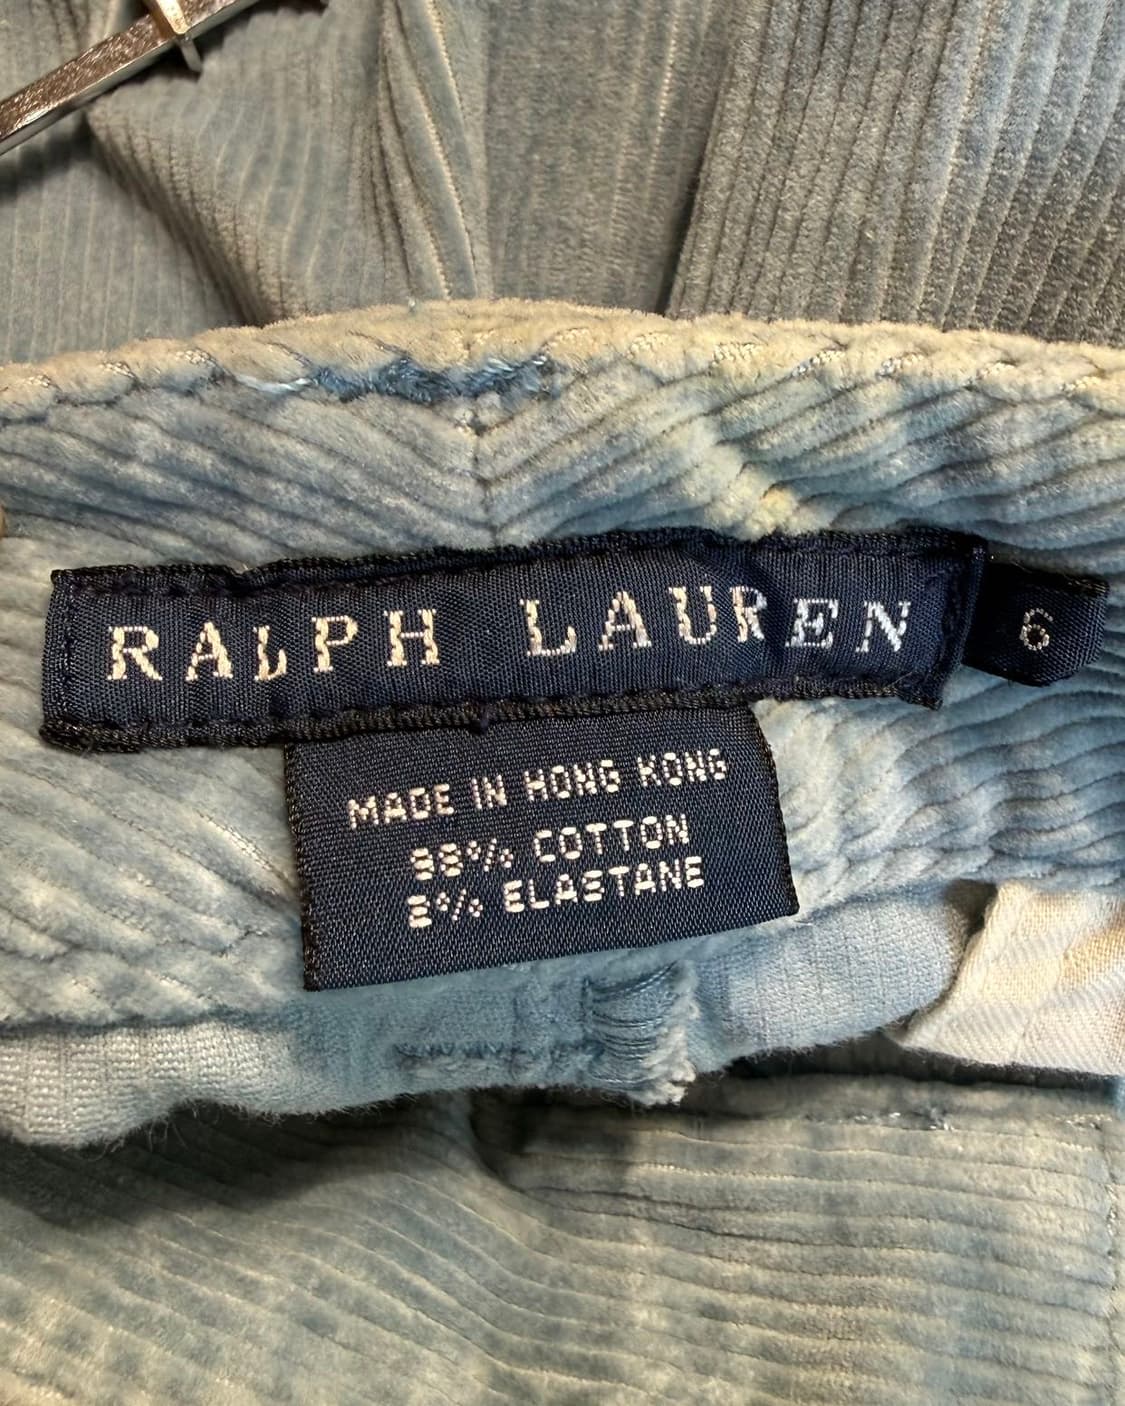 RALPH LAUREN
6
MADE IN HONG KONG
98% COTTON
2% ELASTANE